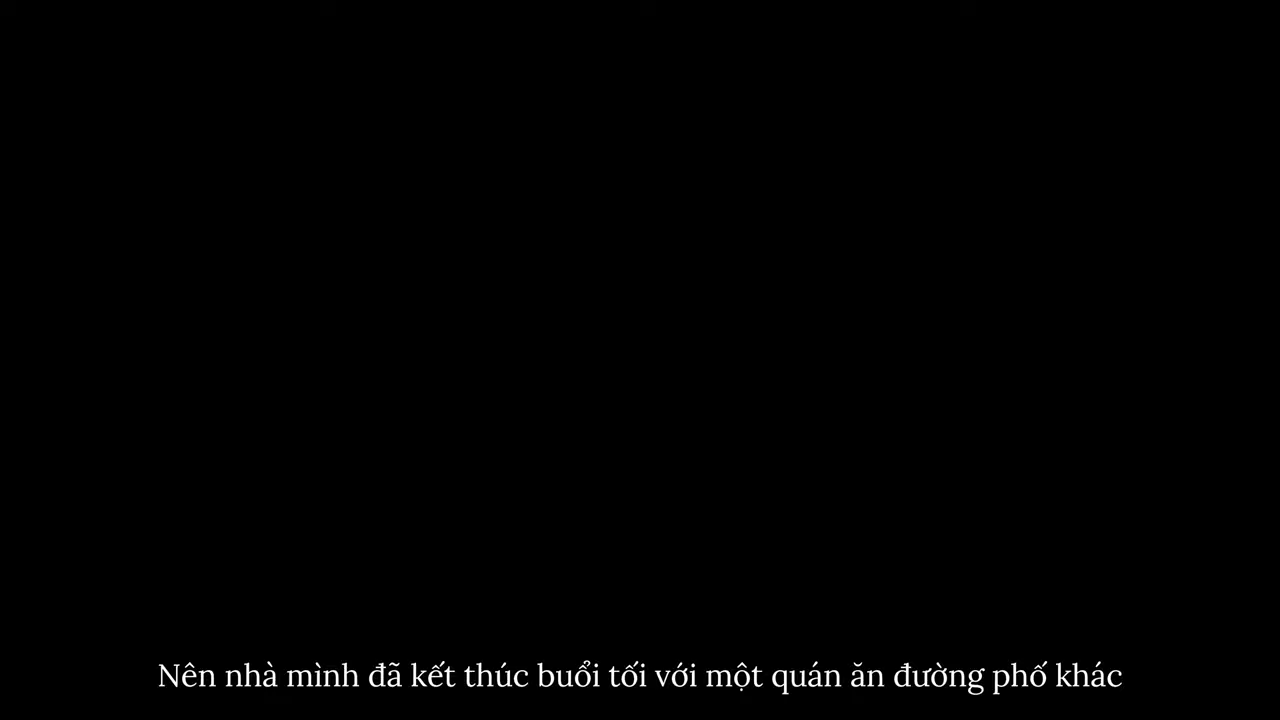 Nên nhà mình đã kết thúc buổi tối với một quán ăn đường phố khác